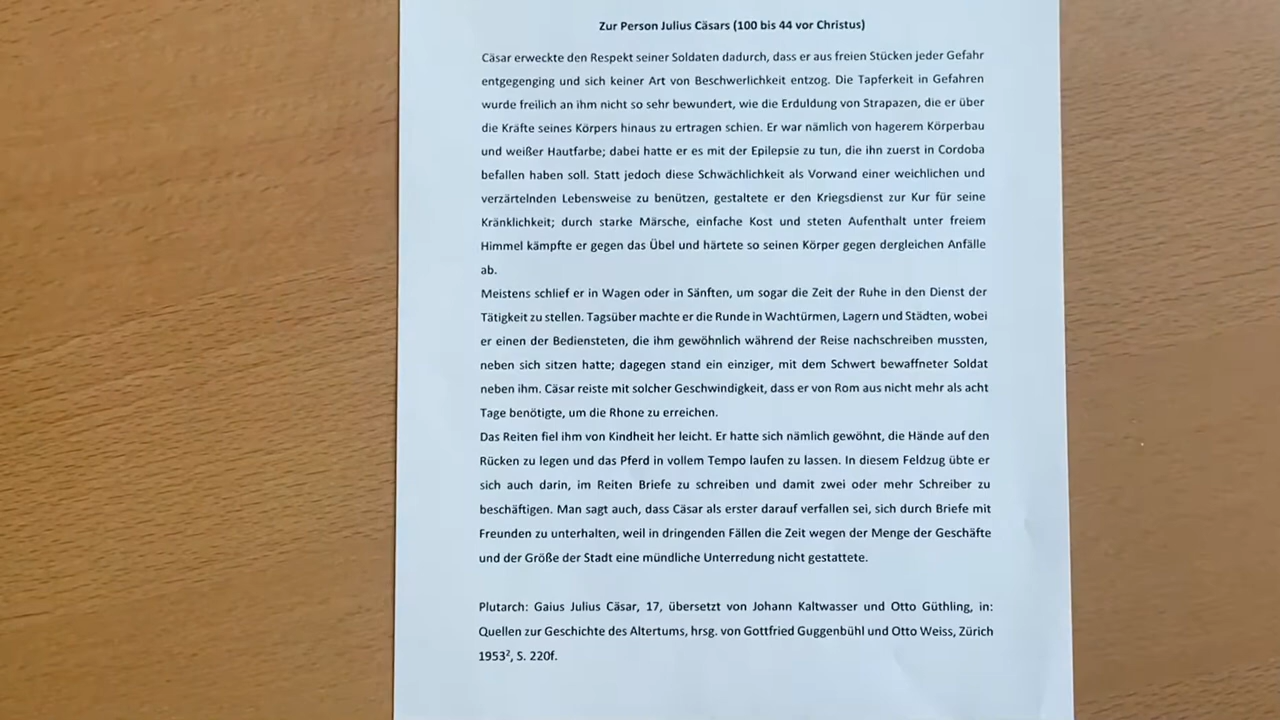 Zur Person Julius Cäsars (100 bis 44 vor Christus)
Cäsar erweckte den Respekt seiner Soldaten dadurch, dass er aus freien Stücken jeder Gefahr
entgegenging und sich keiner Art von Beschwerlichkeit entzog. Die Tapferkeit in Gefahren
wurde freilich an ihm nicht so sehr bewundert, wie die Erduldung von Strapazen, die er über
die Kräfte seines Körpers hinaus zu ertragen schien. Er war nämlich von hagerem Körperbau
und weißer Hautfarbe; dabei hatte er es mit der Epilepsie zu tun, die ihn zuerst in Cordoba
befallen haben soll. Statt jedoch diese Schwächlichkeit als Vorwand einer weichlichen und
verzärtelnden Lebensweise zu benützen, gestaltete er den Kriegsdienst zur Kur für seine
Kränklichkeit; durch starke Märsche, einfache Kost und steten Aufenthalt unter freiem
Himmel kämpfte er gegen das Übel und härtete so seinen Körper gegen dergleichen Anfälle
ab.
Meistens schlief er in Wagen oder in Sänften, um sogar die Zeit der Ruhe in den Dienst der
Tätigkeit zu stellen. Tagsüber machte er die Runde in Wachtürmen, Lagern und Städten, wobei
er einen der Bediensteten, die ihm gewöhnlich während der Reise nachschreiben mussten,
neben sich sitzen hatte; dagegen stand ein einziger, mit dem Schwert bewaffneter Soldat
neben ihm. Cäsar reiste mit solcher Geschwindigkeit, dass er von Rom aus nicht mehr als acht
Tage benötigte, um die Rhone zu erreichen.
Das Reiten fiel ihm von Kindheit her leicht. Er hatte sich nämlich gewöhnt, die Hände auf den
Rücken zu legen und das Pferd in vollem Tempo laufen zu lassen. In diesem Feldzug übte er
sich auch darin, im Reiten Briefe zu schreiben und damit zwei oder mehr Schreiber zu
beschäftigen. Man sagt auch, dass Cäsar als erster darauf verfallen sei, sich durch Briefe mit
Freunden zu unterhalten, weil in dringenden Fällen die Zeit wegen der Menge der Geschäfte
und der Größe der Stadt eine mündliche Unterredung nicht gestattete.
Plutarch: Gaius Julius Cäsar, 17, übersetzt von Johann Kaltwasser und Otto Güthling, in:
Quellen zur Geschichte des Altertums, hrsg. von Gottfried Guggenbühl und Otto Weiss, Zürich
1953², S. 220f.